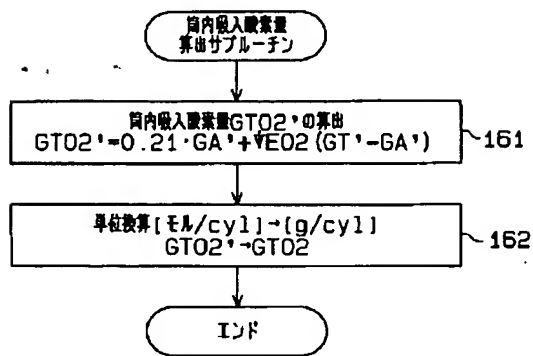 筒内吸入酸素量
算出サブルーチン
筒内吸入酸素量GTO2'の算出
GTO2'=0.21·GA'+ΨEO2(GT'-GA')
161
単位換算[モル/cyl]→[g/cyl]
GTO2'→GTO2
162
エンド